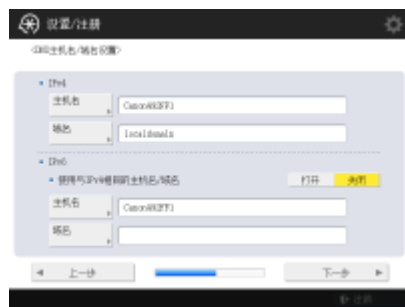 设置/注册
<DNS主机名/域名设置>
IPv4
主机名
域名
localdomain
IPv6
使用与IPv4相同的主机名/域名
打开 关闭
主机名
域名
上一步 下一步
注册